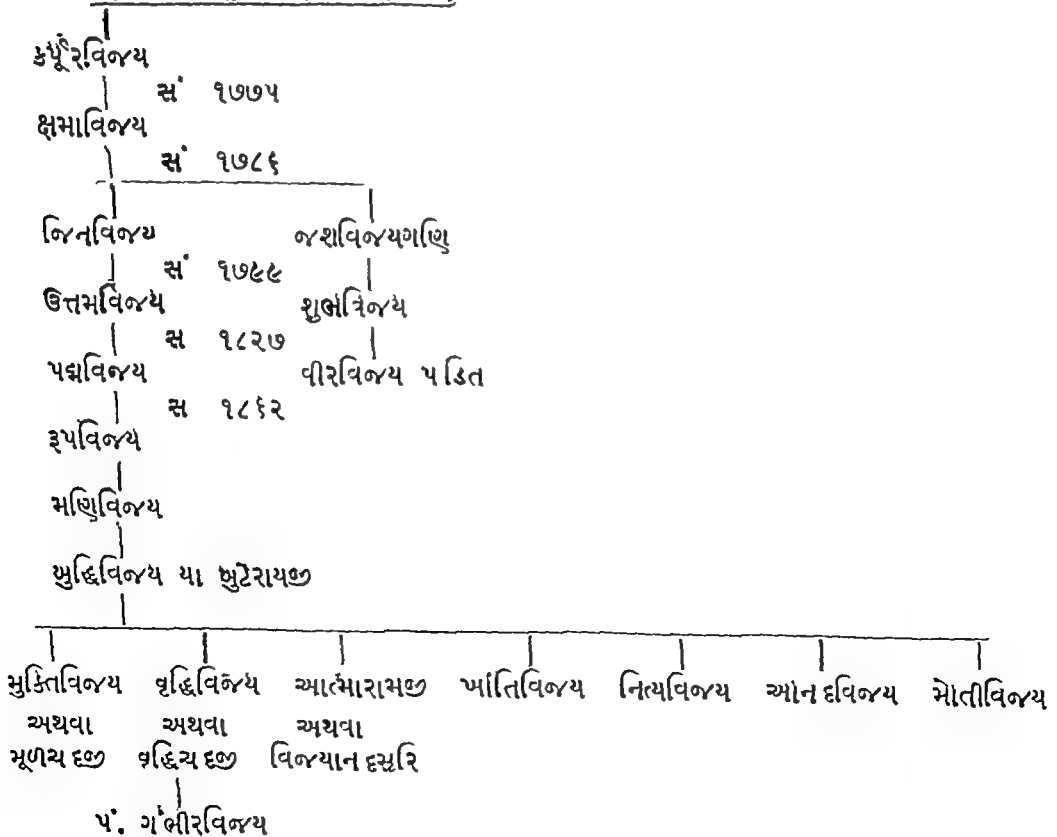 કર્પૂરવિજય
સં ૧૭૭૫
ક્ષમાવિજય
સં ૧૭૮૬
જિનવિજય જશવિજયગણિ
સં ૧૭૯૯
ઉત્તમવિજય શુભવિજય
સ ૧૮૨૭
પદ્મવિજય વીરવિજય પ ડિત
સ ૧૮૬૨
રૂપવિજય
મણિવિજય
બુદ્ધિવિજય યા બુટેરાયજી
મુક્તિવિજય વૃદ્ધિવિજય આત્મારામજી ખાંતિવિજય નિત્યવિજય આન દવિજય મોતીવિજય
અથવા અથવા અથવા
મૂળચ દજી વૃદ્ધિચ દજી વિજયાન દસૂરિ
પં. ગંભીરવિજય